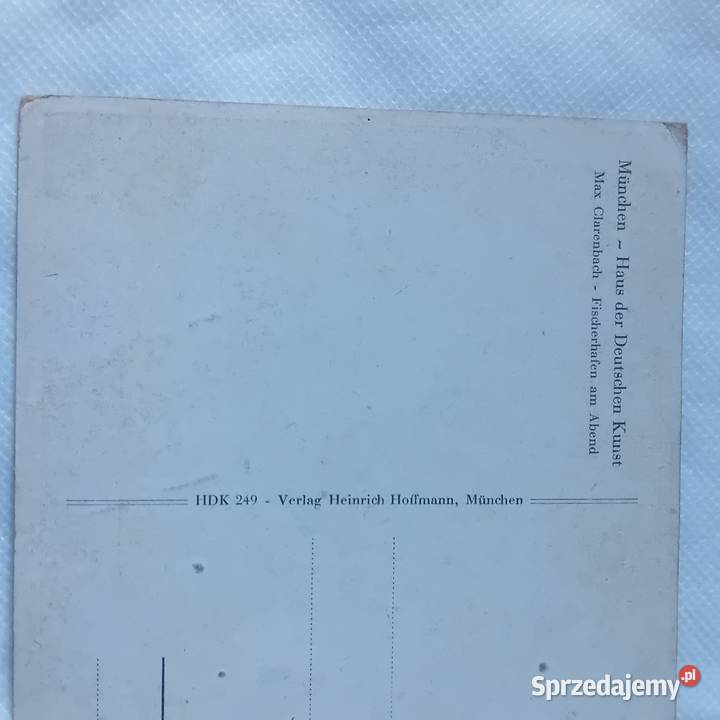 München – Haus der Deutschen Kunst
Max Clarenbach - Fischerhafen am Abend
HDK 249 - Verlag Heinrich Hoffmann, München
Sprzedajemy.pl